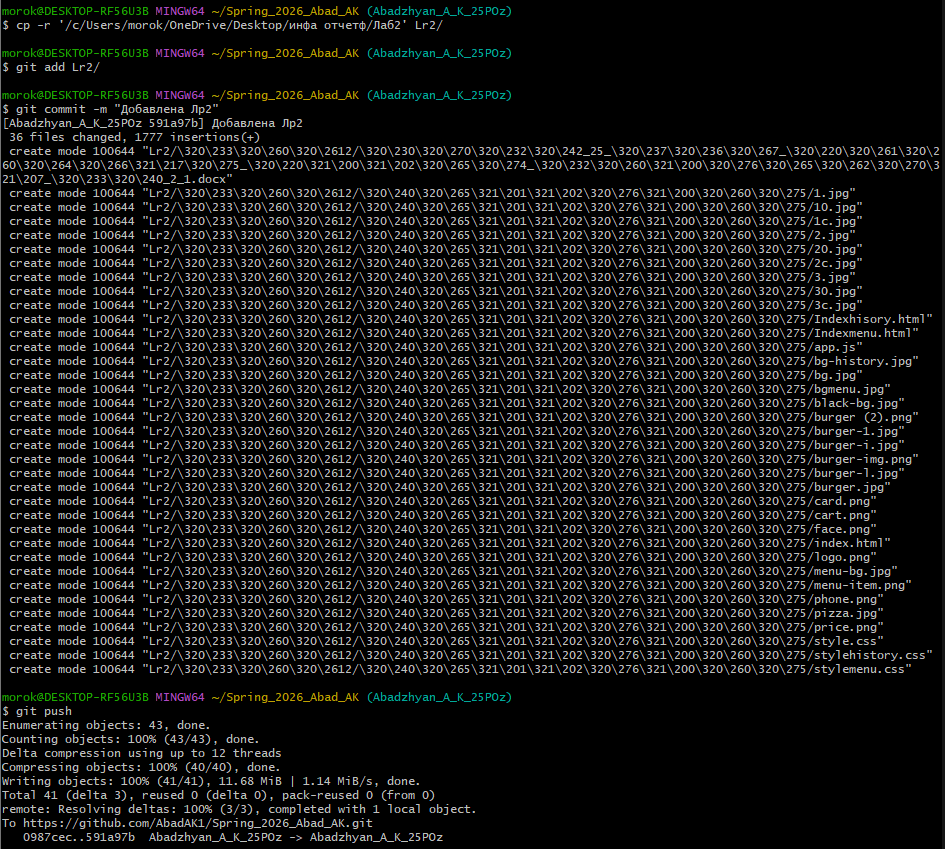 morok@DESKTOP-RF56U3B MINGW64 ~/Spring_2026_Abad_AK (Abadzhyan_A_K_25POz)
$ cp -r '/c/Users/morok/OneDrive/Desktop/инфа отчетф/Лаб2' Lr2/

morok@DESKTOP-RF56U3B MINGW64 ~/Spring_2026_Abad_AK (Abadzhyan_A_K_25POz)
$ git add Lr2/

morok@DESKTOP-RF56U3B MINGW64 ~/Spring_2026_Abad_AK (Abadzhyan_A_K_25POz)
$ git commit -m "Добавлена Лр2"
[Abadzhyan_A_K_25POz 591a97b] Добавлена Лр2
 36 files changed, 1777 insertions(+)
 create mode 100644 "Lr2/\320\233\320\260\320\2612/\320\230\320\270\320\232\320\242_25_\320\237\320\236\320\267_\320\220\320\261\320\2
60\320\264\320\266\321\217\320\275_\320\220\321\200\321\202\320\265\320\274_\320\232\320\260\321\200\320\276\320\265\320\262\320\270\3
21\207_\320\233\320\240_2_1.docx"
 create mode 100644 "Lr2/\320\233\320\260\320\2612/\320\240\320\265\321\201\321\202\320\276\321\200\320\260\320\275/1.jpg"
 create mode 100644 "Lr2/\320\233\320\260\320\2612/\320\240\320\265\321\201\321\202\320\276\321\200\320\260\320\275/10.jpg"
 create mode 100644 "Lr2/\320\233\320\260\320\2612/\320\240\320\265\321\201\321\202\320\276\321\200\320\260\320\275/1c.jpg"
 create mode 100644 "Lr2/\320\233\320\260\320\2612/\320\240\320\265\321\201\321\202\320\276\321\200\320\260\320\275/2.jpg"
 create mode 100644 "Lr2/\320\233\320\260\320\2612/\320\240\320\265\321\201\321\202\320\276\321\200\320\260\320\275/20.jpg"
 create mode 100644 "Lr2/\320\233\320\260\320\2612/\320\240\320\265\321\201\321\202\320\276\321\200\320\260\320\275/2c.jpg"
 create mode 100644 "Lr2/\320\233\320\260\320\2612/\320\240\320\265\321\201\321\202\320\276\321\200\320\260\320\275/3.jpg"
 create mode 100644 "Lr2/\320\233\320\260\320\2612/\320\240\320\265\321\201\321\202\320\276\321\200\320\260\320\275/30.jpg"
 create mode 100644 "Lr2/\320\233\320\260\320\2612/\320\240\320\265\321\201\321\202\320\276\321\200\320\260\320\275/3c.jpg"
 create mode 100644 "Lr2/\320\233\320\260\320\2612/\320\240\320\265\321\201\321\202\320\276\321\200\320\260\320\275/Indexhisory.html"
 create mode 100644 "Lr2/\320\233\320\260\320\2612/\320\240\320\265\321\201\321\202\320\276\321\200\320\260\320\275/Indexmenu.html"
 create mode 100644 "Lr2/\320\233\320\260\320\2612/\320\240\320\265\321\201\321\202\320\276\321\200\320\260\320\275/app.js"
 create mode 100644 "Lr2/\320\233\320\260\320\2612/\320\240\320\265\321\201\321\202\320\276\321\200\320\260\320\275/bg-history.jpg"
 create mode 100644 "Lr2/\320\233\320\260\320\2612/\320\240\320\265\321\201\321\202\320\276\321\200\320\260\320\275/bg.jpg"
 create mode 100644 "Lr2/\320\233\320\260\320\2612/\320\240\320\265\321\201\321\202\320\276\321\200\320\260\320\275/bgmenu.jpg"
 create mode 100644 "Lr2/\320\233\320\260\320\2612/\320\240\320\265\321\201\321\202\320\276\321\200\320\260\320\275/black-bg.jpg"
 create mode 100644 "Lr2/\320\233\320\260\320\2612/\320\240\320\265\321\201\321\202\320\276\321\200\320\260\320\275/burger (2).png"
 create mode 100644 "Lr2/\320\233\320\260\320\2612/\320\240\320\265\321\201\321\202\320\276\321\200\320\260\320\275/burger-1.jpg"
 create mode 100644 "Lr2/\320\233\320\260\320\2612/\320\240\320\265\321\201\321\202\320\276\321\200\320\260\320\275/burger-i.jpg"
 create mode 100644 "Lr2/\320\233\320\260\320\2612/\320\240\320\265\321\201\321\202\320\276\321\200\320\260\320\275/burger-img.png"
 create mode 100644 "Lr2/\320\233\320\260\320\2612/\320\240\320\265\321\201\321\202\320\276\321\200\320\260\320\275/burger-l.jpg"
 create mode 100644 "Lr2/\320\233\320\260\320\2612/\320\240\320\265\321\201\321\202\320\276\321\200\320\260\320\275/burger.jpg"
 create mode 100644 "Lr2/\320\233\320\260\320\2612/\320\240\320\265\321\201\321\202\320\276\321\200\320\260\320\275/card.png"
 create mode 100644 "Lr2/\320\233\320\260\320\2612/\320\240\320\265\321\201\321\202\320\276\321\200\320\260\320\275/cart.png"
 create mode 100644 "Lr2/\320\233\320\260\320\2612/\320\240\320\265\321\201\321\202\320\276\321\200\320\260\320\275/face.png"
 create mode 100644 "Lr2/\320\233\320\260\320\2612/\320\240\320\265\321\201\321\202\320\276\321\200\320\260\320\275/index.html"
 create mode 100644 "Lr2/\320\233\320\260\320\2612/\320\240\320\265\321\201\321\202\320\276\321\200\320\260\320\275/logo.png"
 create mode 100644 "Lr2/\320\233\320\260\320\2612/\320\240\320\265\321\201\321\202\320\276\321\200\320\260\320\275/menu-bg.jpg"
 create mode 100644 "Lr2/\320\233\320\260\320\2612/\320\240\320\265\321\201\321\202\320\276\321\200\320\260\320\275/menu-item.png"
 create mode 100644 "Lr2/\320\233\320\260\320\2612/\320\240\320\265\321\201\321\202\320\276\321\200\320\260\320\275/phone.png"
 create mode 100644 "Lr2/\320\233\320\260\320\2612/\320\240\320\265\321\201\321\202\320\276\321\200\320\260\320\275/pizza.jpg"
 create mode 100644 "Lr2/\320\233\320\260\320\2612/\320\240\320\265\321\201\321\202\320\276\321\200\320\260\320\275/price.png"
 create mode 100644 "Lr2/\320\233\320\260\320\2612/\320\240\320\265\321\201\321\202\320\276\321\200\320\260\320\275/style.css"
 create mode 100644 "Lr2/\320\233\320\260\320\2612/\320\240\320\265\321\201\321\202\320\276\321\200\320\260\320\275/stylehistory.css"
 create mode 100644 "Lr2/\320\233\320\260\320\2612/\320\240\320\265\321\201\321\202\320\276\321\200\320\260\320\275/stylemenu.css"

morok@DESKTOP-RF56U3B MINGW64 ~/Spring_2026_Abad_AK (Abadzhyan_A_K_25POz)
$ git push
Enumerating objects: 43, done.
Counting objects: 100% (43/43), done.
Delta compression using up to 12 threads
Compressing objects: 100% (40/40), done.
Writing objects: 100% (41/41), 11.68 MiB | 1.14 MiB/s, done.
Total 41 (delta 3), reused 0 (delta 0), pack-reused 0 (from 0)
remote: Resolving deltas: 100% (3/3), completed with 1 local object.
To https://github.com/AbadAK1/Spring_2026_Abad_AK.git
   0987cec..591a97b  Abadzhyan_A_K_25POz -> Abadzhyan_A_K_25POz